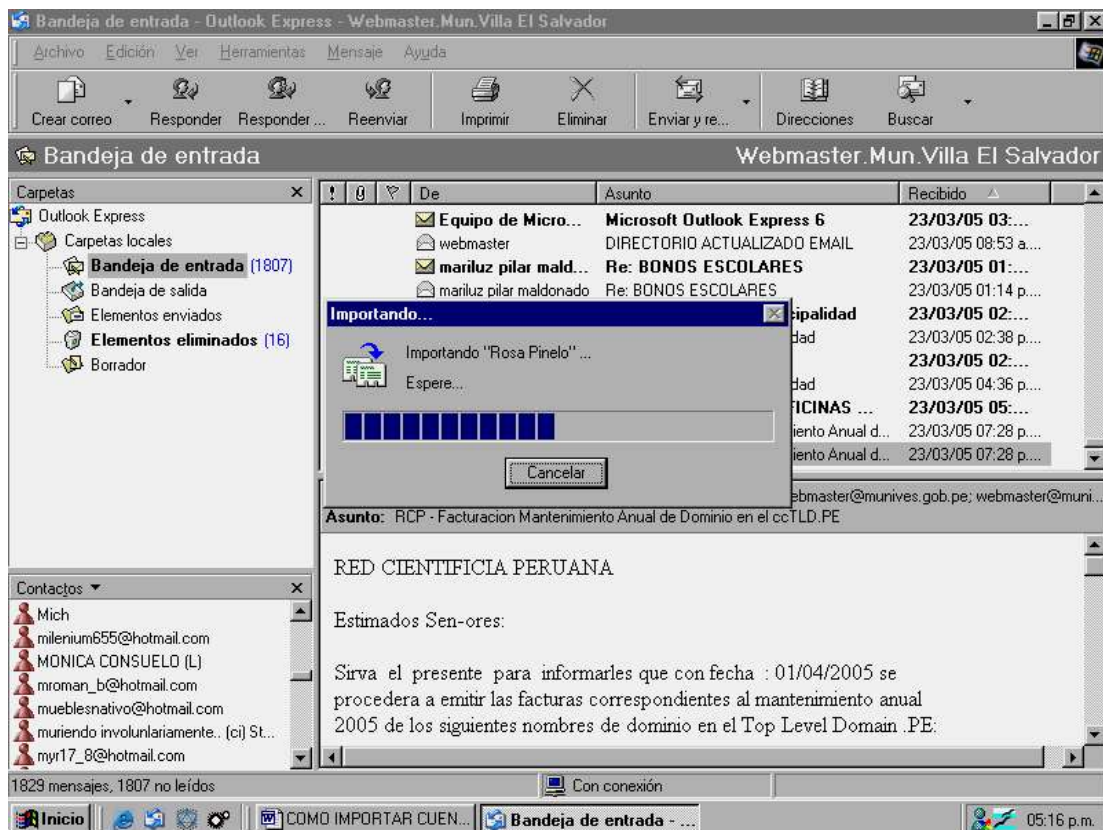 Bandeja de entrada - Outlook Express - Webmaster.Mun.Villa El Salvador
Archivo Edición Ver Herramientas Mensaje Ayuda
Crear correo Responder Responder ... Reenviar Imprimir Eliminar Enviar y re... Direcciones Buscar
Bandeja de entrada Webmaster.Mun.Villa El Salvador
Carpetas
Outlook Express
Carpetas locales
Bandeja de entrada (1807)
Bandeja de salida
Elementos enviados
Elementos eliminados (16)
Borrador
De Asunto Recibido
Equipo de Micro... Microsoft Outlook Express 6 23/03/05 03:...
webmaster DIRECTORIO ACTUALIZADO EMAIL 23/03/05 08:53 a....
mariluz pilar mald... Re: BONOS ESCOLARES 23/03/05 01:...
mariluz pilar maldonado Re: BONOS ESCOLARES 23/03/05 01:14 p....
cipalidad 23/03/05 02:...
dad 23/03/05 02:38 p....
23/03/05 02:...
dad 23/03/05 04:36 p....
FICINAS ... 23/03/05 05:...
iento Anual d... 23/03/05 07:28 p....
iento Anual d... 23/03/05 07:28 p....
Importando...
Importando "Rosa Pinelo" ...
Espere...
Cancelar
ebmaster@munives.gob.pe; webmaster@muni...
Asunto: RCP - Facturacion Mantenimiento Anual de Dominio en el ccTLD.PE
RED CIENTIFICIA PERUANA
Estimados Sen-ores:
Sirva el presente para informarles que con fecha : 01/04/2005 se
procedera a emitir las facturas correspondientes al mantenimiento anual
2005 de los siguientes nombres de dominio en el Top Level Domain .PE:
Contactos
Mich
milenium655@hotmail.com
MONICA CONSUELO (L)
mroman_b@hotmail.com
mueblesnativo@hotmail.com
muriendo involunlariamente.. (ci) St...
myr17_8@hotmail.com
1829 mensajes, 1807 no leídos Con conexión
Inicio COMO IMPORTAR CUEN... Bandeja de entrada - ... 05:16 p.m.